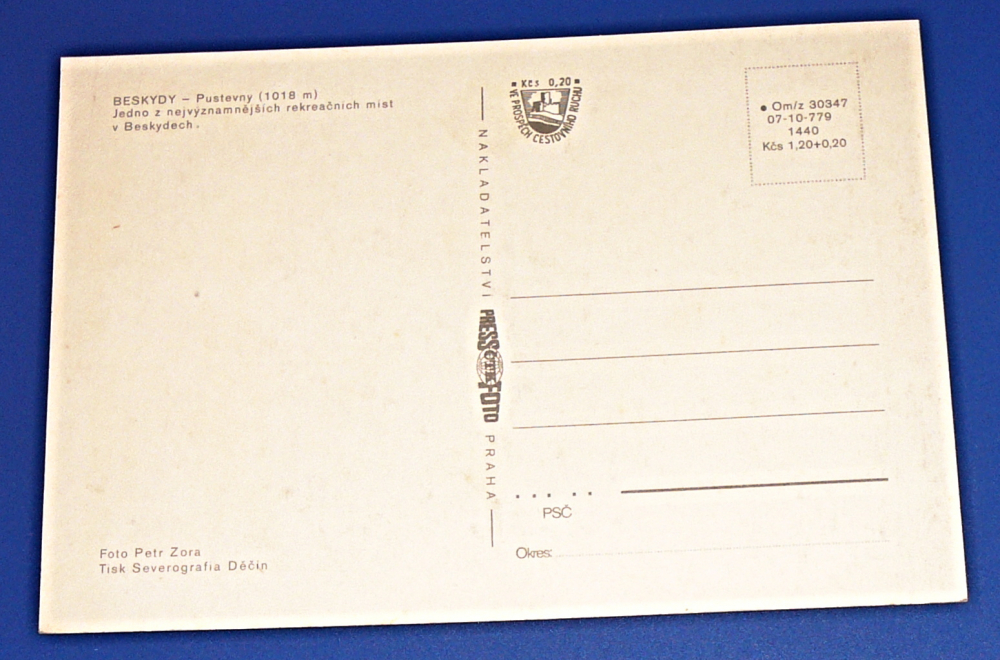 BESKYDY – Pustevny (1018 m)
Jedno z nejvýznamnějších rekreačních míst
v Beskydech.
Kčs 0,20
VE PROSPĚCH CESTOVNÍHO RUCHU
Om/z 30347
07-10-779
1440
Kčs 1,20+0,20
NAKLADATELSTVÍ PRESSFOTO PRAHA
ČTK
PSČ
Okres:
Foto Petr Zora
Tisk Severografia Děčín